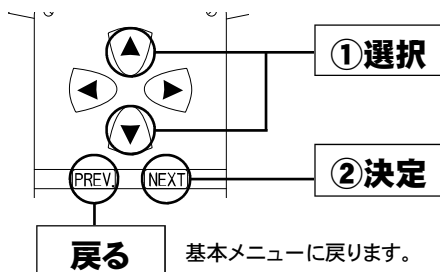 ①選択
PREV.
NEXT
②決定
戻る
基本メニューに戻ります。